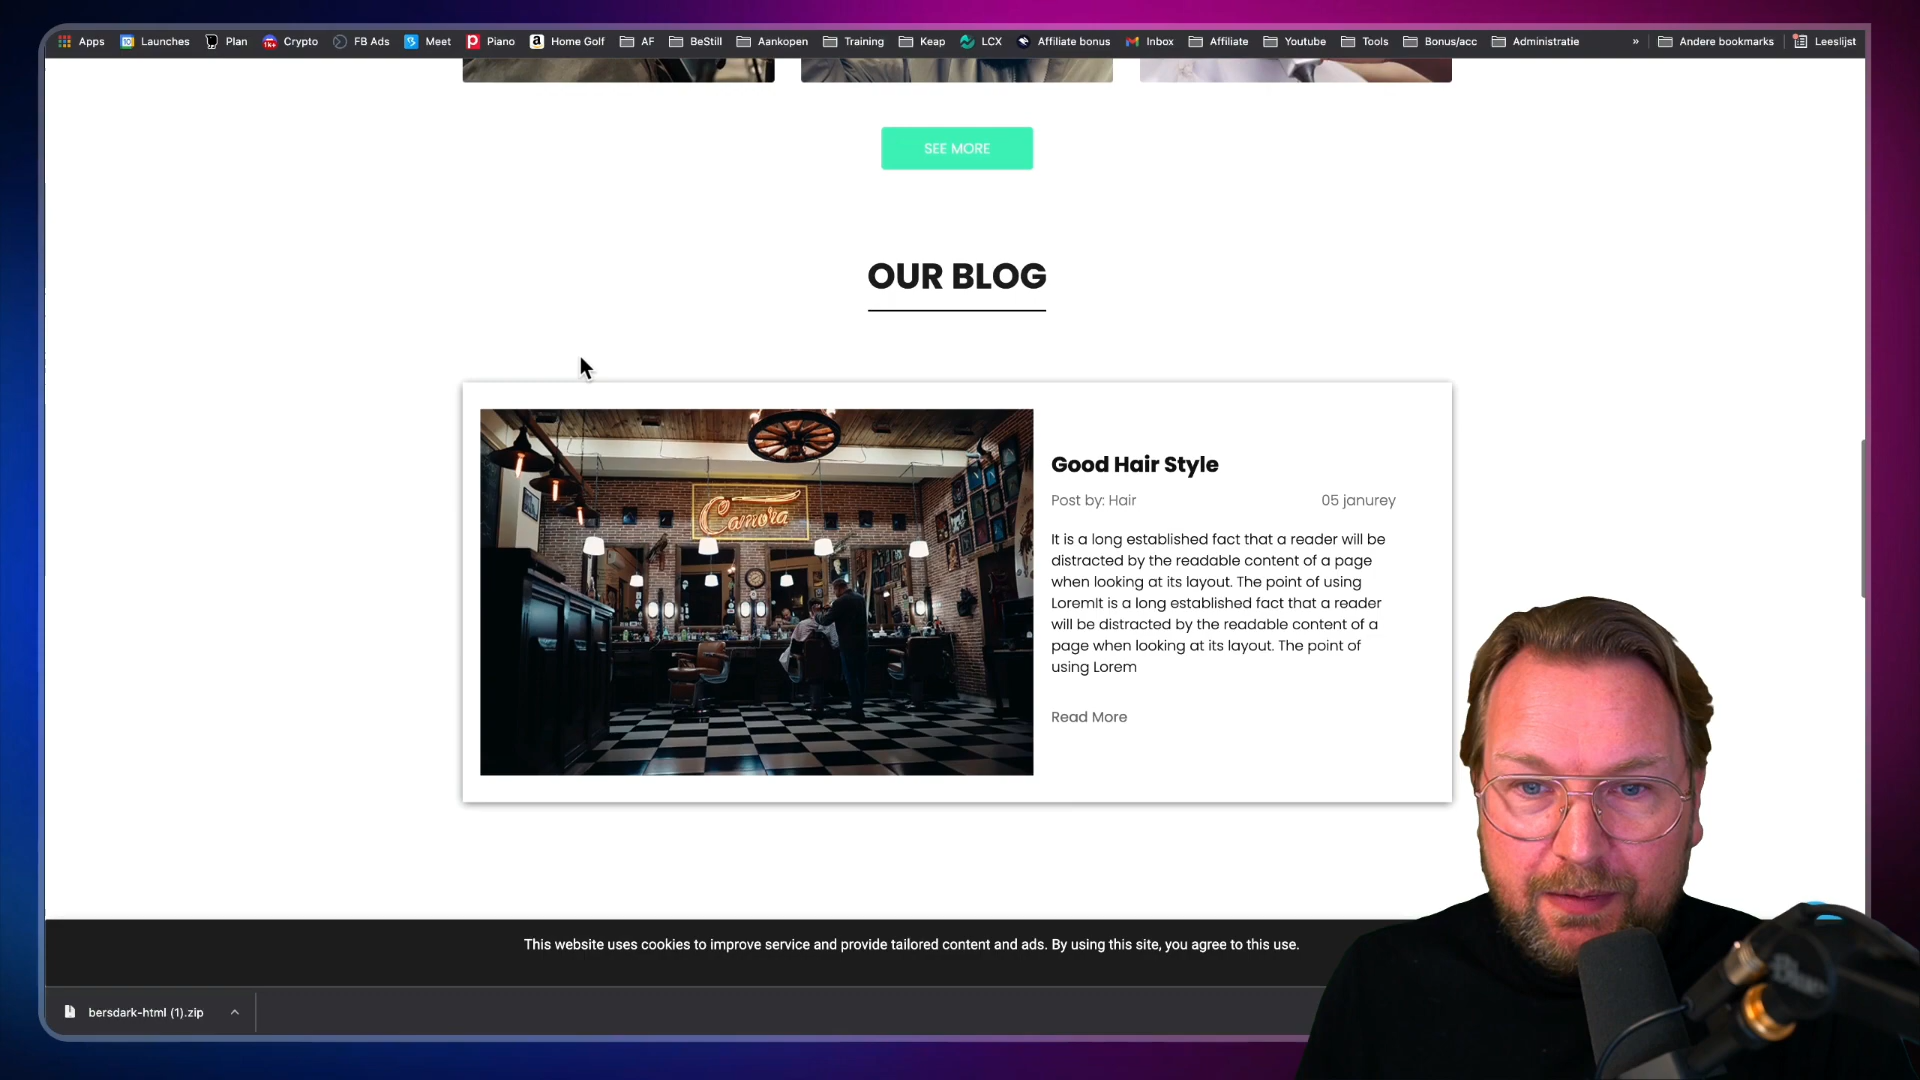 Apps Launches Plan Crypto FB Ads Meet Piano Home Golf AF BeStill Aankopen Training Keap LCX Affiliate bonus Inbox Affiliate Youtube Tools Bonus/acc Administratie » Andere bookmarks Leeslijst
SEE MORE
OUR BLOG
Camora
Good Hair Style
Post by: Hair 05 janurey
It is a long established fact that a reader will be
distracted by the readable content of a page
when looking at its layout. The point of using
LoremIt is a long established fact that a reader
will be distracted by the readable content of a
page when looking at its layout. The point of
using Lorem
Read More
This website uses cookies to improve service and provide tailored content and ads. By using this site, you agree to this use.
bersdark-html (1).zip
Blue